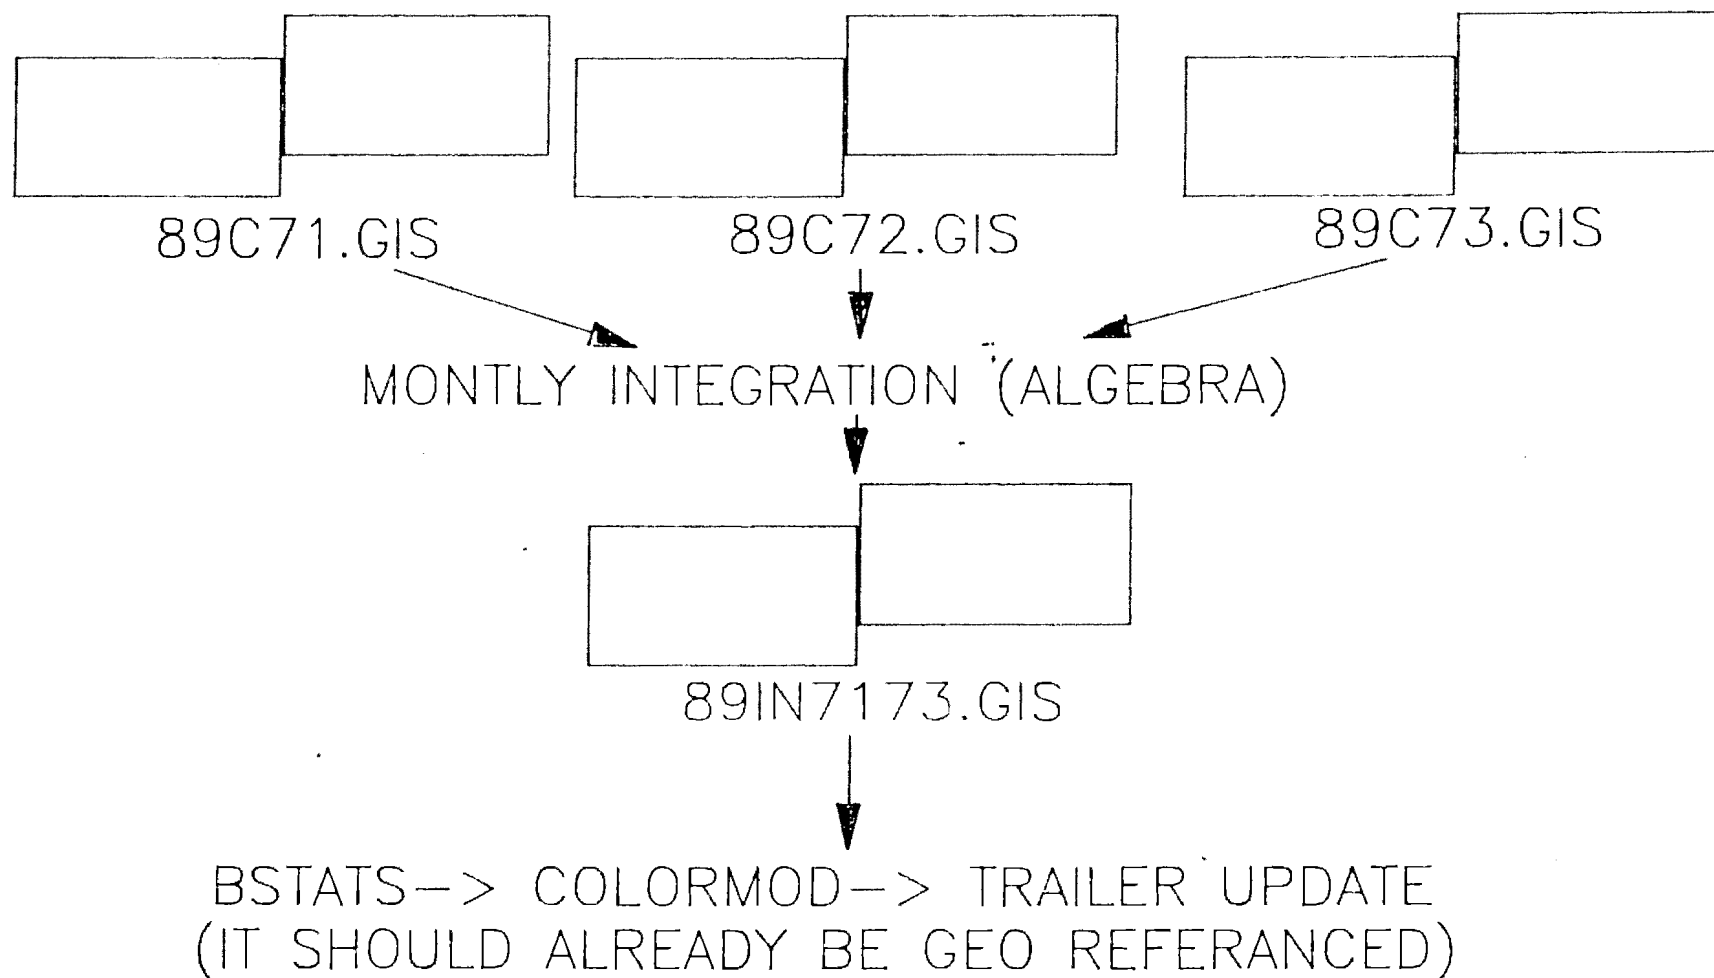 89C71.GIS
89C72.GIS
89C73.GIS
MONTLY INTEGRATION (ALGEBRA)
89IN7173.GIS
BSTATS-> COLORMOD-> TRAILER UPDATE
(IT SHOULD ALREADY BE GEO REFERANCED)